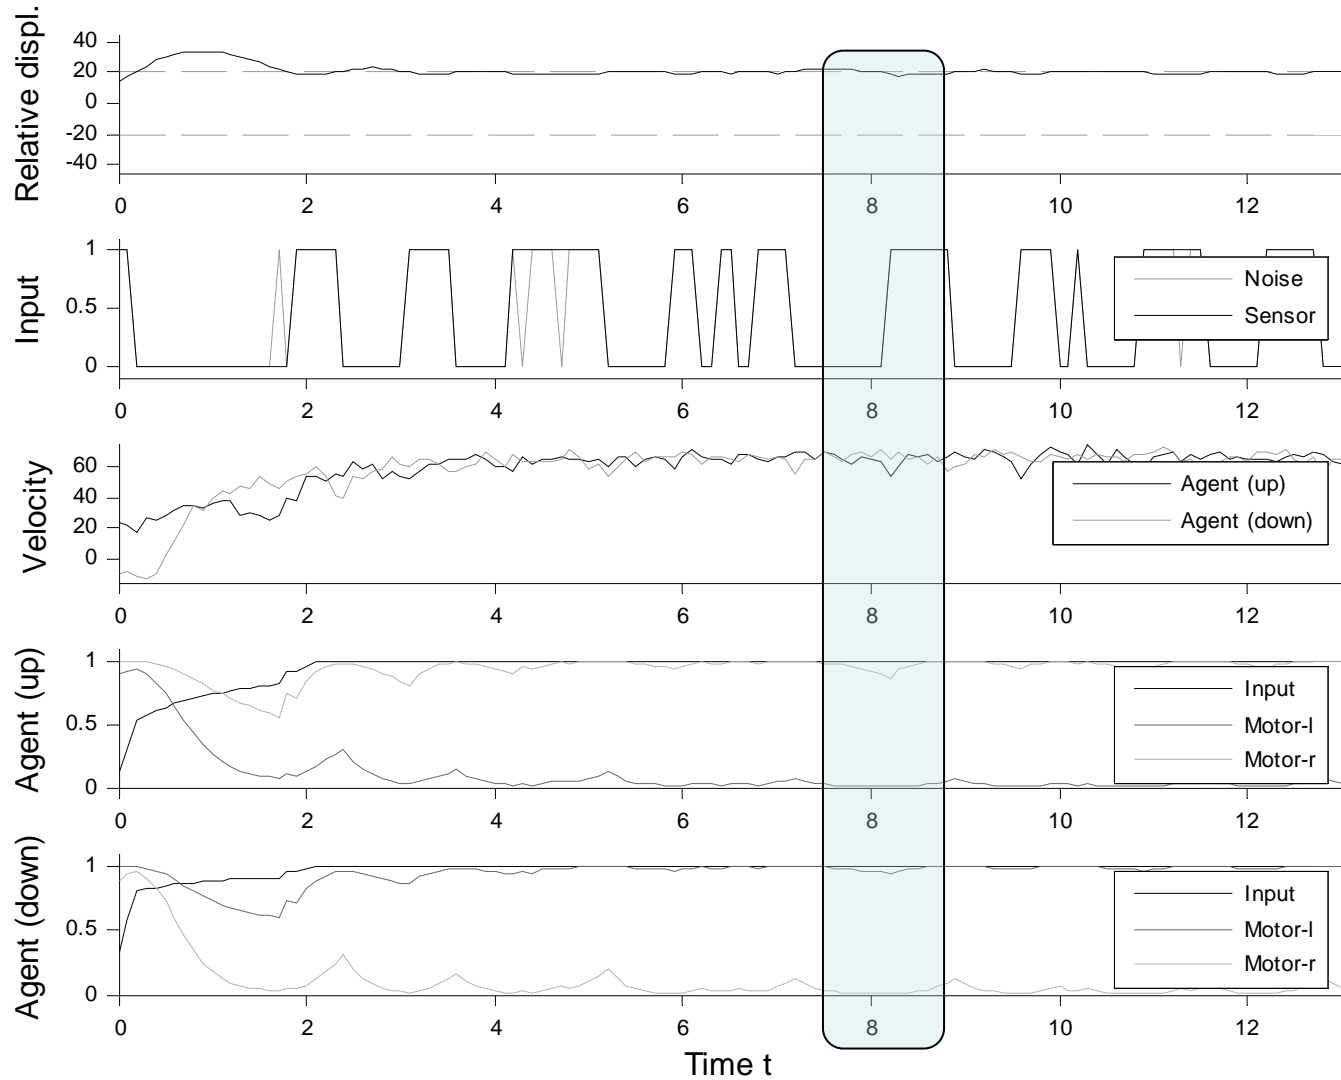 Relative displ.
40
20
0
-20
-40
0 2 4 6 8 10 12
Input
1
0.5
0
Noise
Sensor
0 2 4 6 8 10 12
Velocity
60
40
20
0
Agent (up)
Agent (down)
0 2 4 6 8 10 12
Agent (up)
1
0.5
0
Input
Motor-l
Motor-r
0 2 4 6 8 10 12
Agent (down)
1
0.5
0
Input
Motor-l
Motor-r
0 2 4 6 8 10 12
Time t